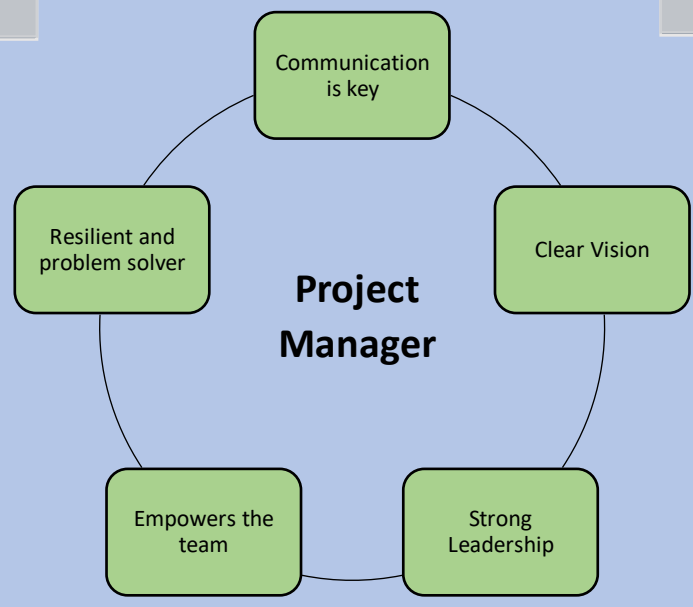 Communication
is key
Resilient and
problem solver
Clear Vision
Project
Manager
Empowers the
team
Strong
Leadership